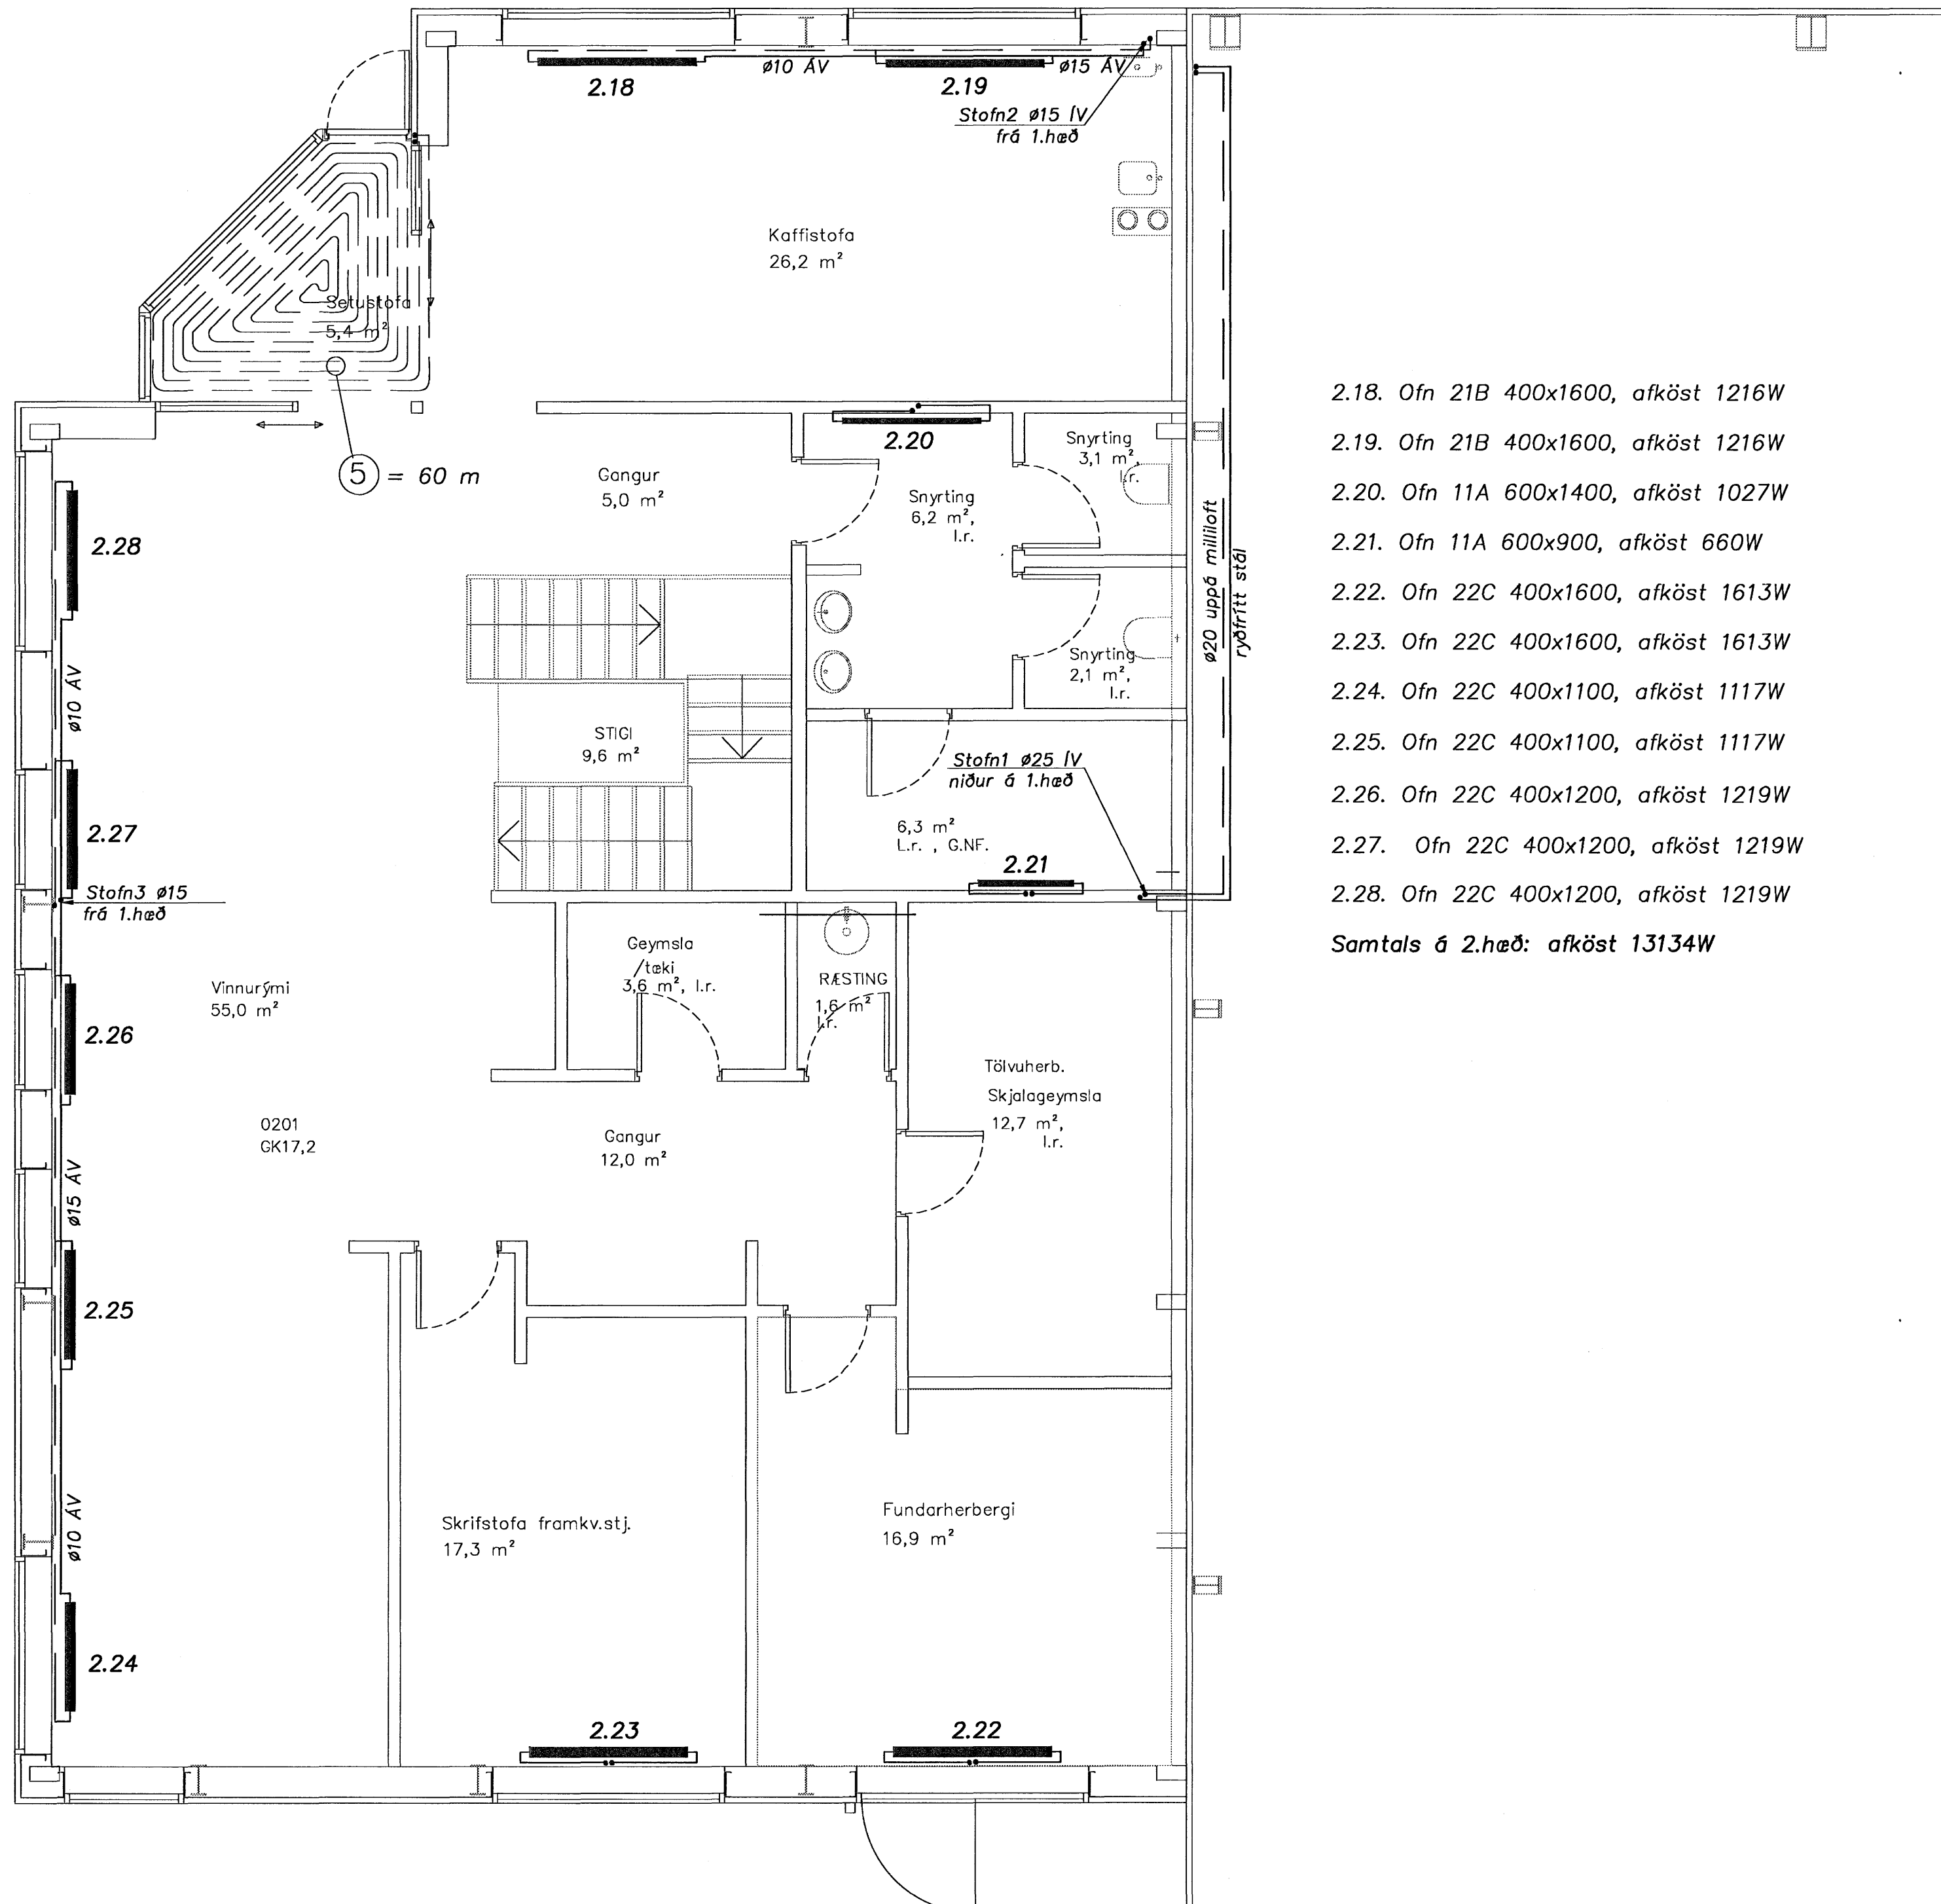 2.18
ø10 ÁV
2.19
ø15 ÁV
Stofn2 ø15 ÍV
frá 1.hæð
Kaffistofa
26,2 m²
Setustofa
5,4 m²
5 = 60 m
2.20
Gangur
5,0 m²
Snyrting
3,1 m²,
l.r.
Snyrting
6,2 m²,
l.r.
2.28
ø20 uppá milliloft
ryðfrítt stál
Snyrting
2,1 m²,
l.r.
ø10 ÁV
STIGI
9,6 m²
Stofn1 ø25 ÍV
niður á 1.hæð
2.27
6,3 m²
L.r. , G.NF.
2.21
Stofn3 ø15
frá 1.hæð
Geymsla
/tæki
3,6 m², l.r.
RÆSTING
1,6 m²
l.r.
Vinnurými
55,0 m²
2.26
Tölvuherb.
Skjalageymsla
12,7 m²,
l.r.
0201
GK17,2
Gangur
12,0 m²
ø15 ÁV
2.25
ø10 ÁV
Skrifstofa framkv.stj.
17,3 m²
Fundarherbergi
16,9 m²
2.24
2.23
2.22
2.18. Ofn 21B 400x1600, afköst 1216W
2.19. Ofn 21B 400x1600, afköst 1216W
2.20. Ofn 11A 600x1400, afköst 1027W
2.21. Ofn 11A 600x900, afköst 660W
2.22. Ofn 22C 400x1600, afköst 1613W
2.23. Ofn 22C 400x1600, afköst 1613W
2.24. Ofn 22C 400x1100, afköst 1117W
2.25. Ofn 22C 400x1100, afköst 1117W
2.26. Ofn 22C 400x1200, afköst 1219W
2.27. Ofn 22C 400x1200, afköst 1219W
2.28. Ofn 22C 400x1200, afköst 1219W
Samtals á 2.hæð: afköst 13134W